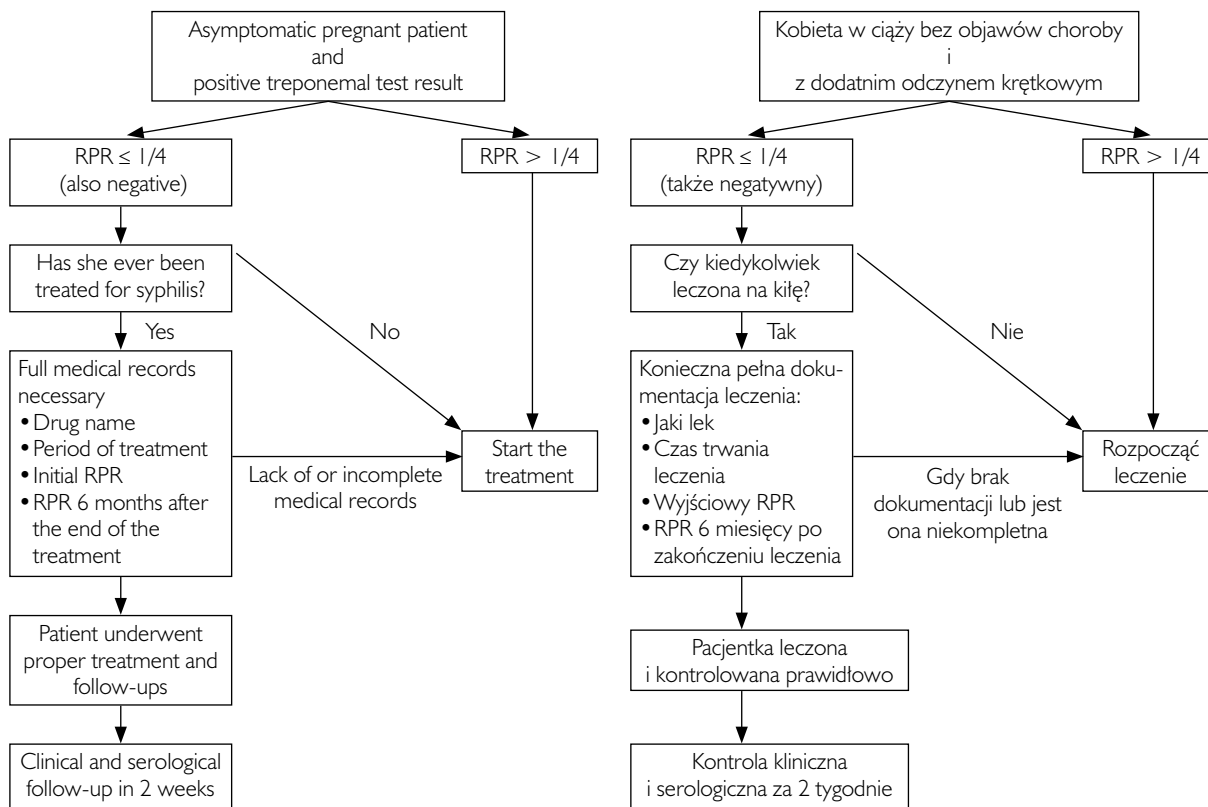 Asymptomatic pregnant patient
and
positive treponemal test result
RPR ≤ 1/4
(also negative)
RPR > 1/4
Has she ever been
treated for syphilis?
Yes
No
Full medical records
necessary
• Drug name
• Period of treatment
• Initial RPR
• RPR 6 months after
the end of the
treatment
Lack of or incomplete
medical records
Start the
treatment
Patient underwent
proper treatment and
follow-ups
Clinical and serological
follow-up in 2 weeks
Kobieta w ciąży bez objawów choroby
i
z dodatnim odczynem krętkowym
RPR ≤ 1/4
(także negatywny)
RPR > 1/4
Czy kiedykolwiek
leczona na kiłę?
Tak
Nie
Konieczna pełna doku-
mentacja leczenia:
• Jaki lek
• Czas trwania
leczenia
• Wyjściowy RPR
• RPR 6 miesięcy po
zakończeniu leczenia
Gdy brak
dokumentacji lub jest
ona niekompletna
Rozpocząć
leczenie
Pacjentka leczona
i kontrolowana prawidłowo
Kontrola kliniczna
i serologiczna za 2 tygodnie